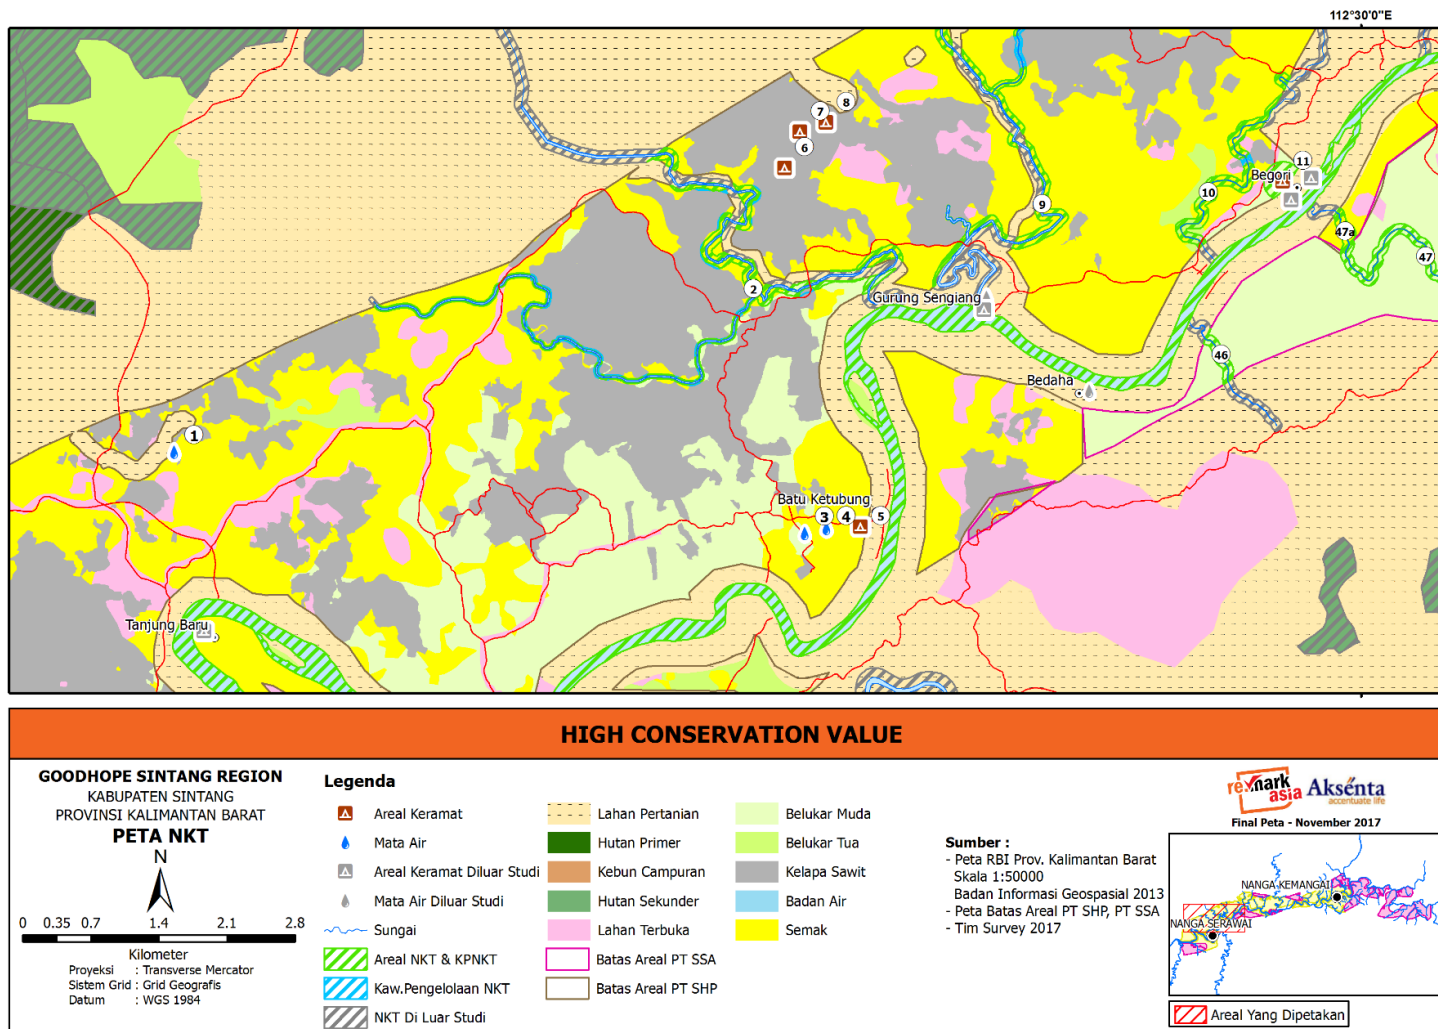 112°30'0"E
7
8
6
11
Begori
10
9
47a
47
2
Gurung Sengiang
46
Bedaha
1
Batu Ketubung
3
4
5
Tanjung Baru
HIGH CONSERVATION VALUE
GOODHOPE SINTANG REGION
KABUPATEN SINTANG
PROVINSI KALIMANTAN BARAT
PETA NKT
N
0 0.35 0.7 1.4 2.1 2.8
Kilometer
Proyeksi : Transverse Mercator
Sistem Grid : Grid Geografis
Datum : WGS 1984
Legenda
Areal Keramat
Mata Air
Areal Keramat Diluar Studi
Mata Air Diluar Studi
Sungai
Areal NKT & KPNKT
Kaw.Pengelolaan NKT
NKT Di Luar Studi
Lahan Pertanian
Hutan Primer
Kebun Campuran
Hutan Sekunder
Lahan Terbuka
Batas Areal PT SSA
Batas Areal PT SHP
Belukar Muda
Belukar Tua
Kelapa Sawit
Badan Air
Semak
Sumber :
- Peta RBI Prov. Kalimantan Barat
Skala 1:50000
Badan Informasi Geospasial 2013
- Peta Batas Areal PT SHP, PT SSA
- Tim Survey 2017
remark
asia
Aksenta
accentuate life
Final Peta - November 2017
NANGA KEMANGAI
NANGA SERAWAI
Areal Yang Dipetakan